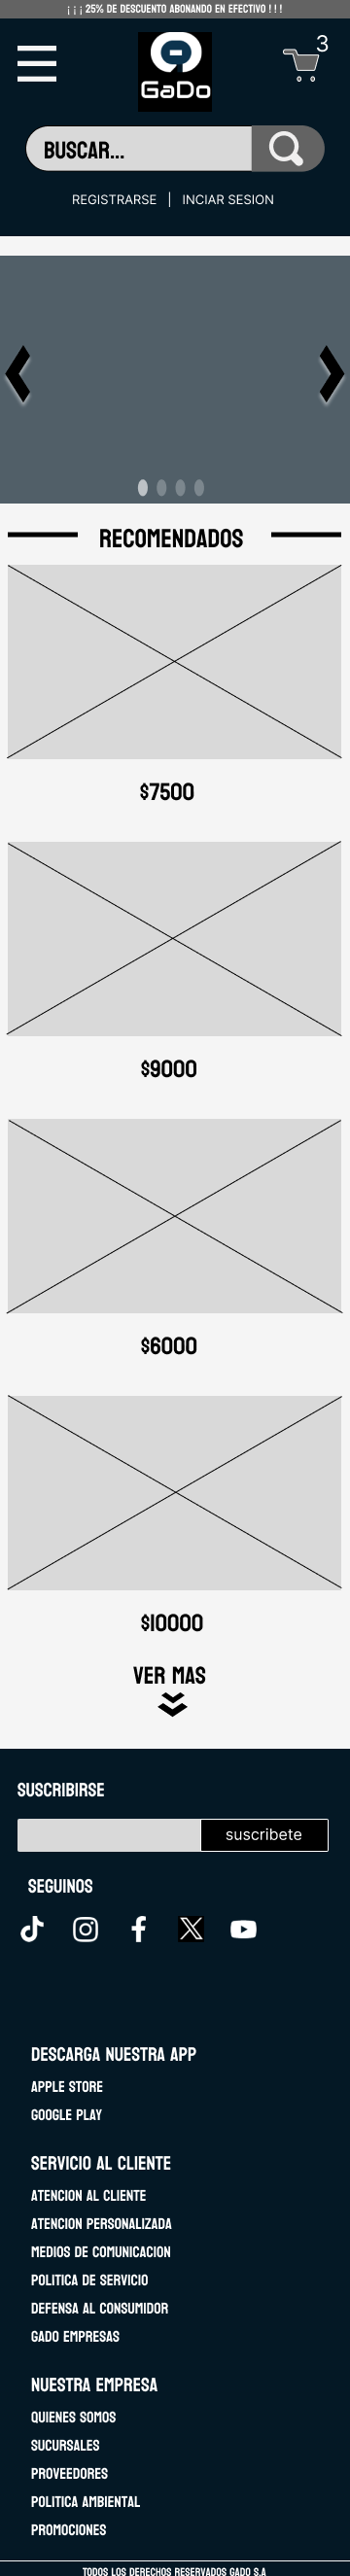 ¡ ¡ ¡ 25% DE DESCUENTO ABONANDO EN EFECTIVO ! ! !
3
GaDo
BUSCAR...
REGISTRARSE | INCIAR SESION
RECOMENDADOS
$7500
$9000
$6000
$10000
VER MAS
SUSCRIBIRSE
suscribete
SEGUINOS
DESCARGA NUESTRA APP
APPLE STORE
GOOGLE PLAY
SERVICIO AL CLIENTE
ATENCION AL CLIENTE
ATENCION PERSONALIZADA
MEDIOS DE COMUNICACION
POLITICA DE SERVICIO
DEFENSA AL CONSUMIDOR
GADO EMPRESAS
NUESTRA EMPRESA
QUIENES SOMOS
SUCURSALES
PROVEEDORES
POLITICA AMBIENTAL
PROMOCIONES
TODOS LOS DERECHOS RESERVADOS GADO S.A